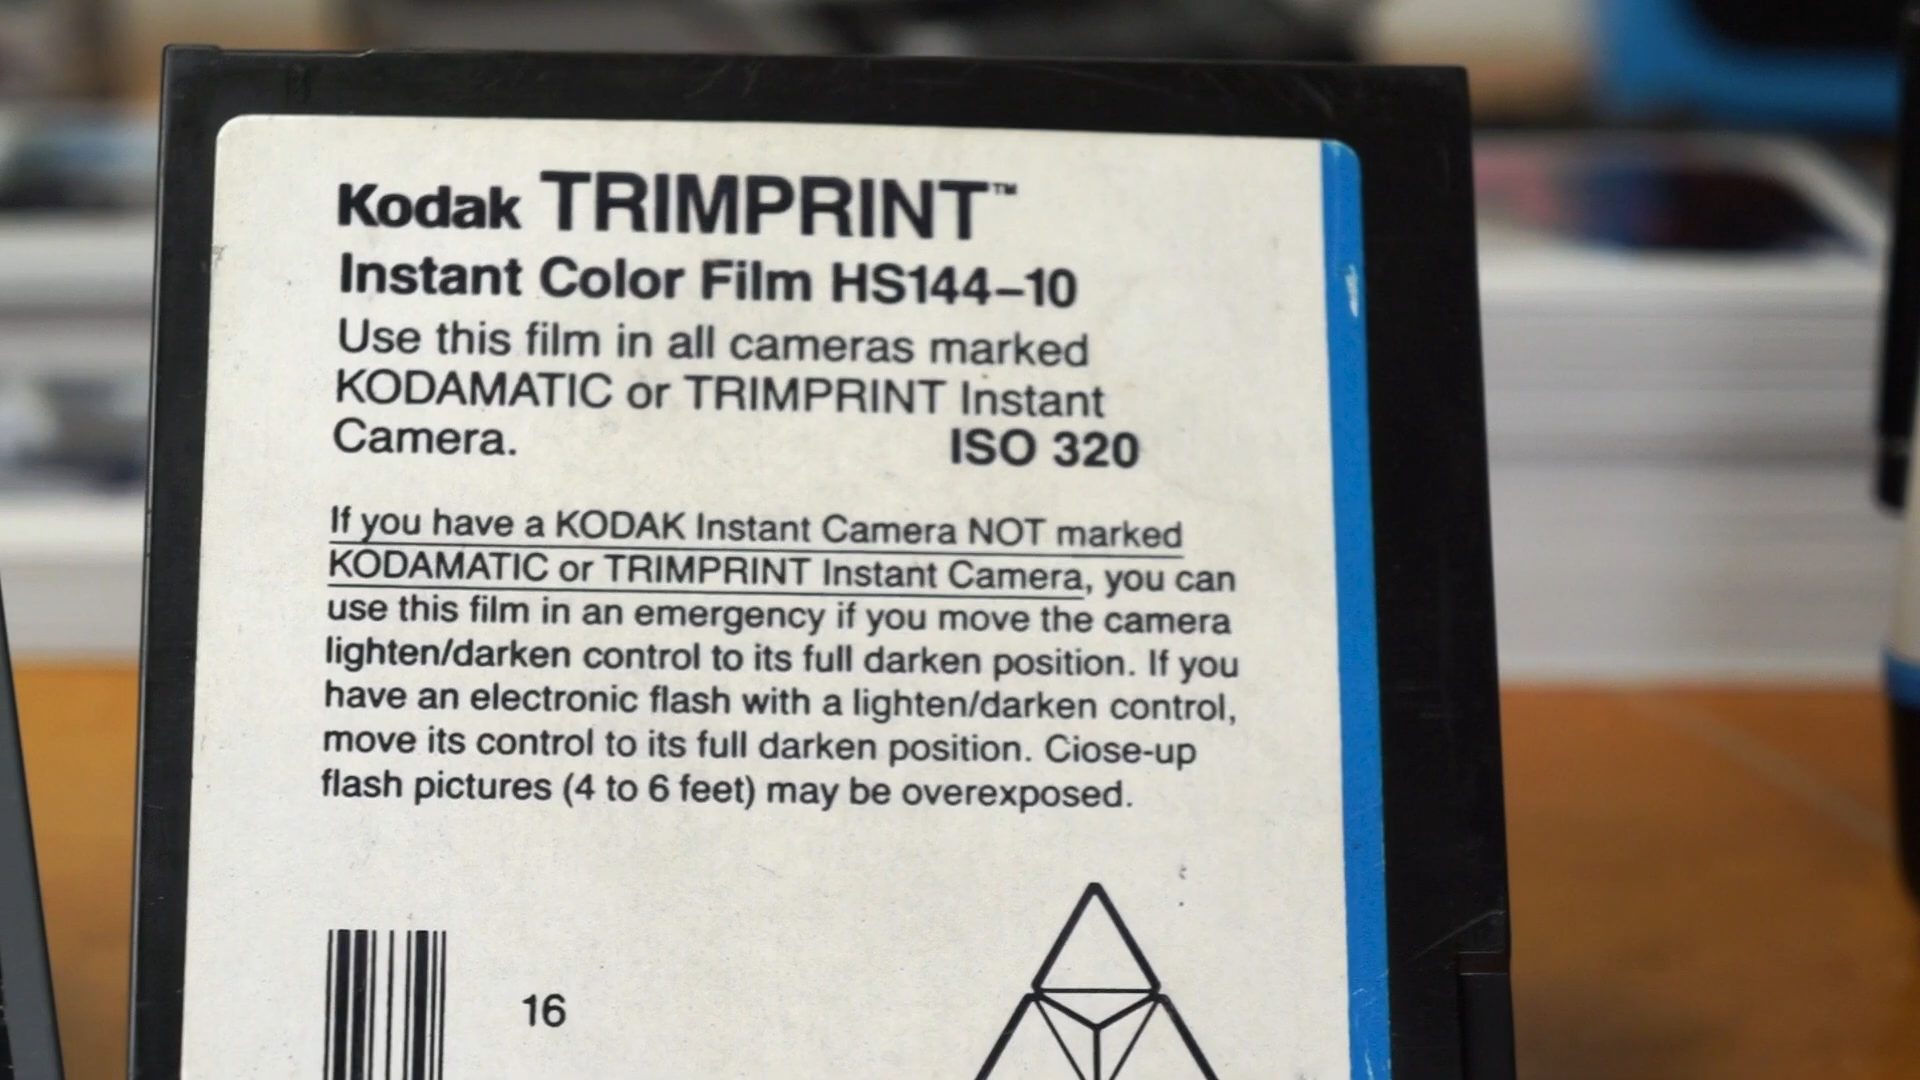 Kodak TRIMPRINT™
Instant Color Film HS144–10
Use this film in all cameras marked
KODAMATIC or TRIMPRINT Instant
Camera. ISO 320
If you have a KODAK Instant Camera NOT marked
KODAMATIC or TRIMPRINT Instant Camera, you can
use this film in an emergency if you move the camera
lighten/darken control to its full darken position. If you
have an electronic flash with a lighten/darken control,
move its control to its full darken position. Ciose-up
flash pictures (4 to 6 feet) may be overexposed.
16